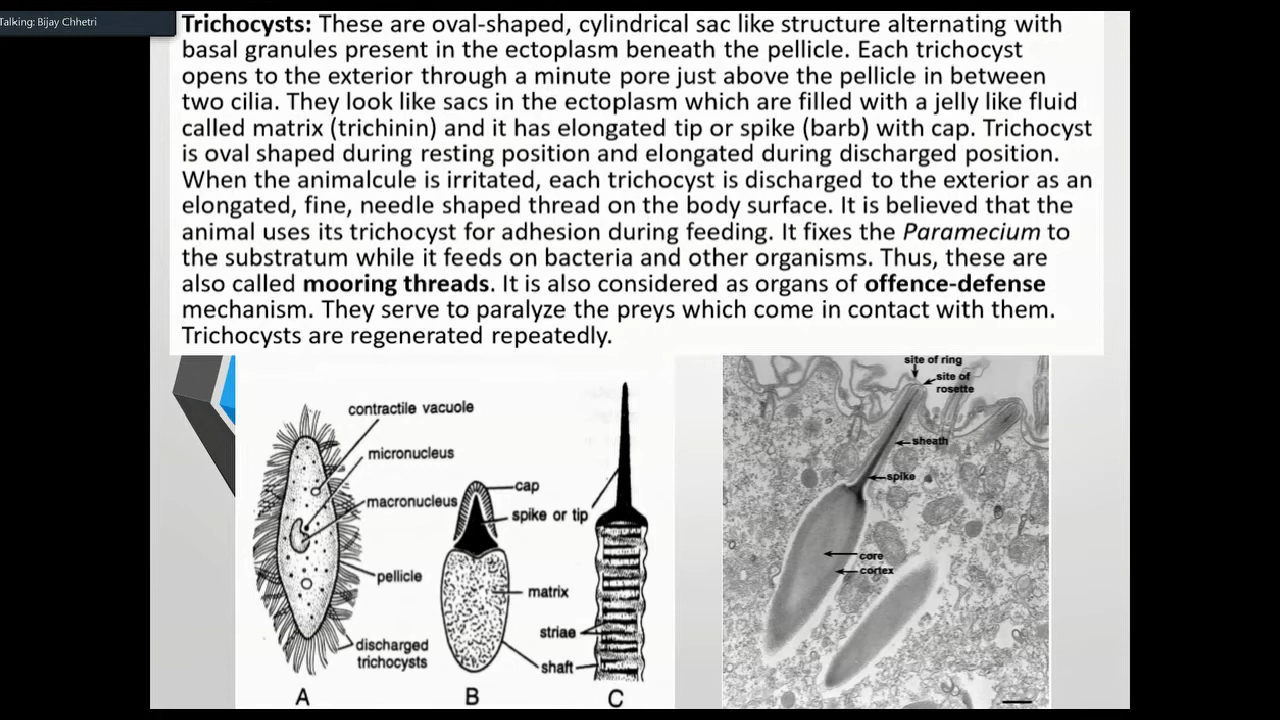 Talking: Bijay Chhetri
Trichocysts: These are oval-shaped, cylindrical sac like structure alternating with
basal granules present in the ectoplasm beneath the pellicle. Each trichocyst
opens to the exterior through a minute pore just above the pellicle in between
two cilia. They look like sacs in the ectoplasm which are filled with a jelly like fluid
called matrix (trichinin) and it has elongated tip or spike (barb) with cap. Trichocyst
is oval shaped during resting position and elongated during discharged position.
When the animalcule is irritated, each trichocyst is discharged to the exterior as an
elongated, fine, needle shaped thread on the body surface. It is believed that the
animal uses its trichocyst for adhesion during feeding. It fixes the Paramecium to
the substratum while it feeds on bacteria and other organisms. Thus, these are
also called mooring threads. It is also considered as organs of offence-defense
mechanism. They serve to paralyze the preys which come in contact with them.
Trichocysts are regenerated repeatedly.
contractile vacuole
micronucleus
macronucleus
pellicle
discharged
trichocysts
A
cap
spike or tip
matrix
striae
shaft
B
C
site of ring
site of
rosette
sheath
spike
core
cortex